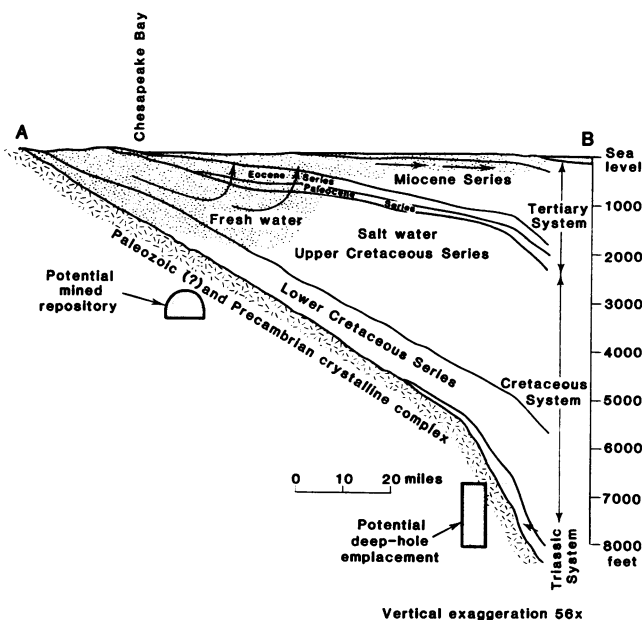 Chesapeake Bay
A
B
Sea
level
Eocene Series
Paleocene Series
Miocene Series
1000
Tertiary
System
Fresh water
Salt water
Upper Cretaceous Series
2000
Potential
mined
repository
Paleozoic (?) and Precambrian crystalline complex
Lower Cretaceous Series
3000
4000
Cretaceous
System
5000
6000
0 10 20 miles
7000
Potential
deep-hole
emplacement
8000
feet
Triassic
System
Vertical exaggeration 56x